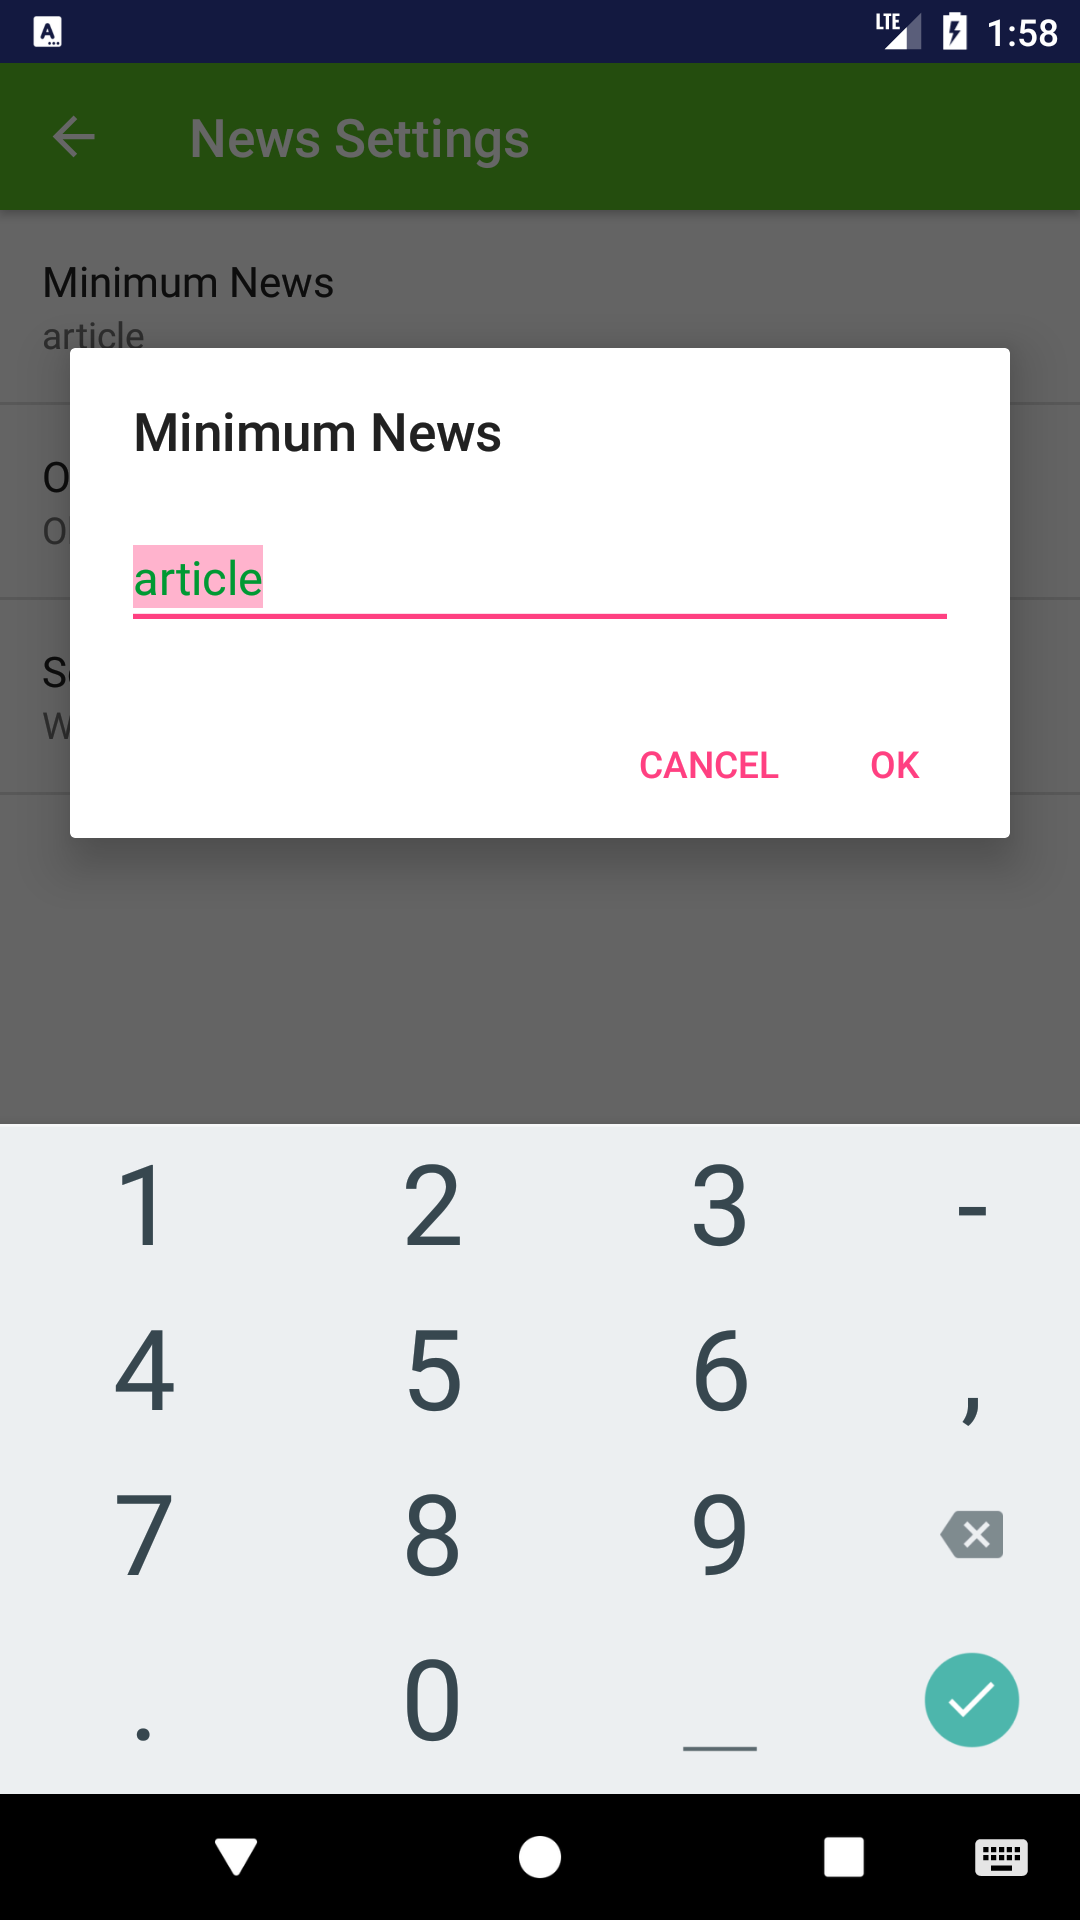 LTE 1:58
News Settings
Minimum News
article
Minimum News
article
CANCEL OK
1 2 3 -
4 5 6 ,
7 8 9
. 0 _